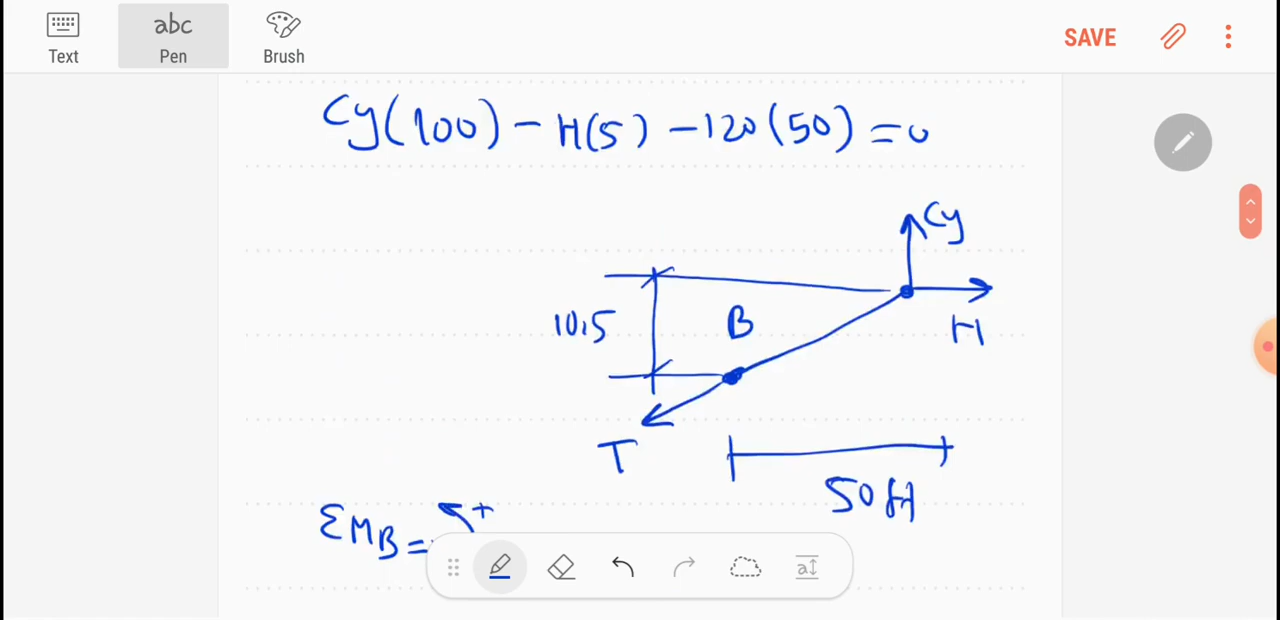 Text
abc
Pen
Brush
SAVE
Cy(100) - H(5) - 120(50) = 0
Cy
10.5
B
H
T
50 ft
ΣMB = +